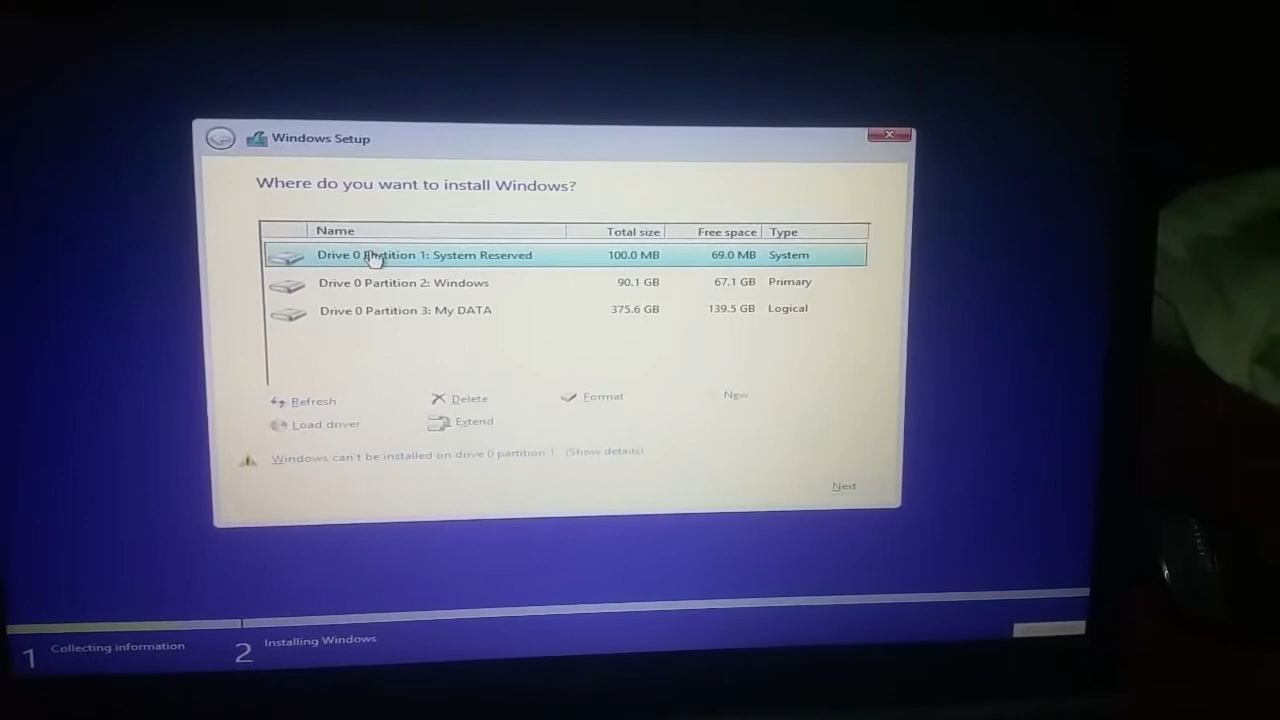 Windows Setup
Where do you want to install Windows?
Name Total size Free space Type
Drive 0 Partition 1: System Reserved 100.0 MB 69.0 MB System
Drive 0 Partition 2: Windows 90.1 GB 67.1 GB Primary
Drive 0 Partition 3: My DATA 375.6 GB 139.5 GB Logical
Refresh Delete Format New
Load driver Extend
Windows can't be installed on drive 0 partition 1. (Show details)
Next
1 Collecting information 2 Installing Windows